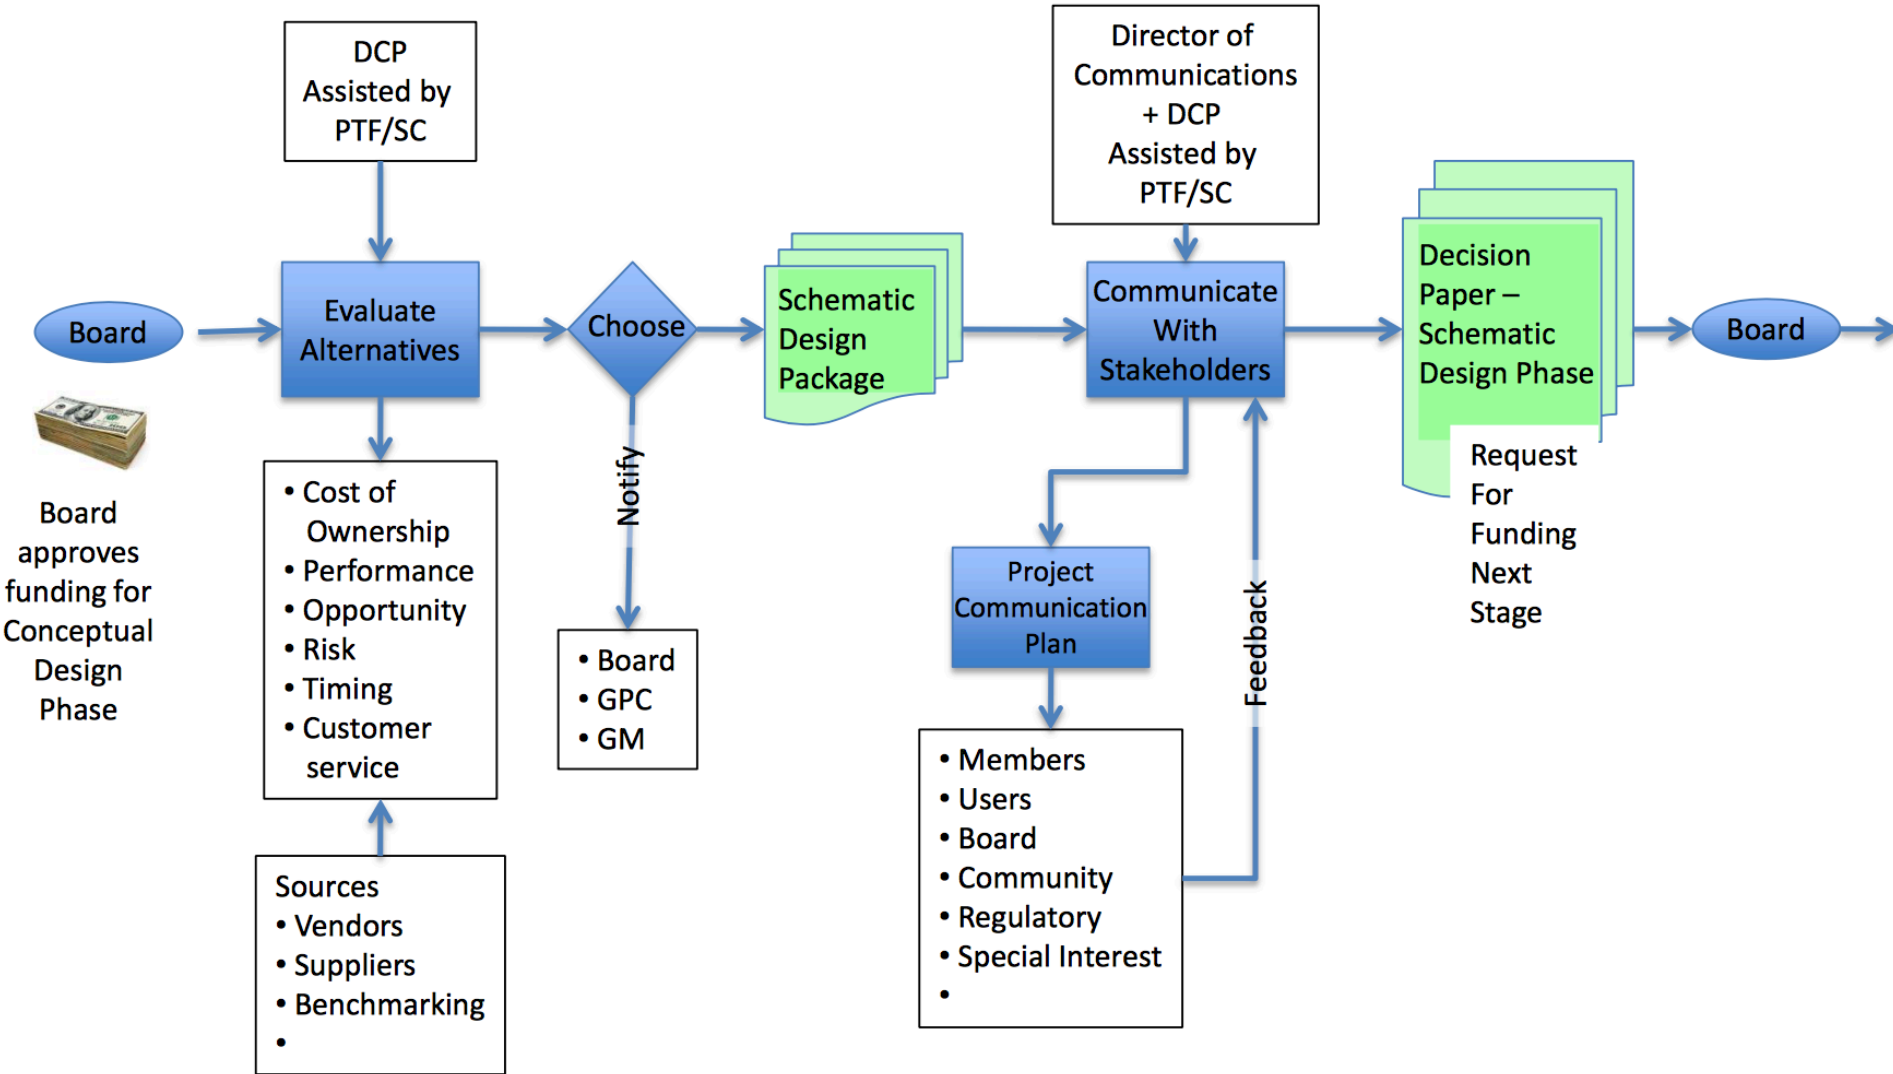 DCP
Assisted by
PTF/SC
Director of
Communications
+ DCP
Assisted by
PTF/SC
Board
Evaluate
Alternatives
Choose
Schematic
Design
Package
Communicate
With
Stakeholders
Decision
Paper –
Schematic
Design Phase
Board
Request
For
Funding
Next
Stage
Board
approves
funding for
Conceptual
Design
Phase
• Cost of
Ownership
• Performance
• Opportunity
• Risk
• Timing
• Customer
service
Notify
• Board
• GPC
• GM
Project
Communication
Plan
Feedback
• Members
• Users
• Board
• Community
• Regulatory
• Special Interest
•
Sources
• Vendors
• Suppliers
• Benchmarking
•